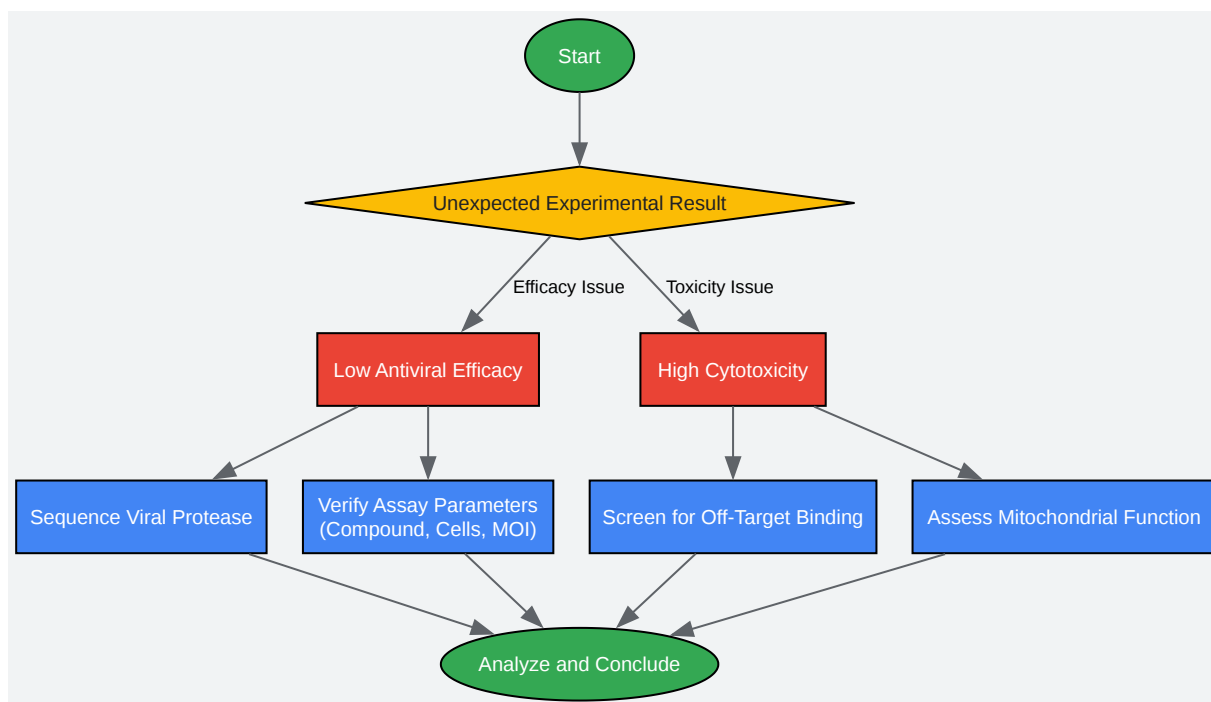 Start
Unexpected Experimental Result
Efficacy Issue
Toxicity Issue
Low Antiviral Efficacy
High Cytotoxicity
Sequence Viral Protease
Verify Assay Parameters
(Compound, Cells, MOI)
Screen for Off-Target Binding
Assess Mitochondrial Function
Analyze and Conclude